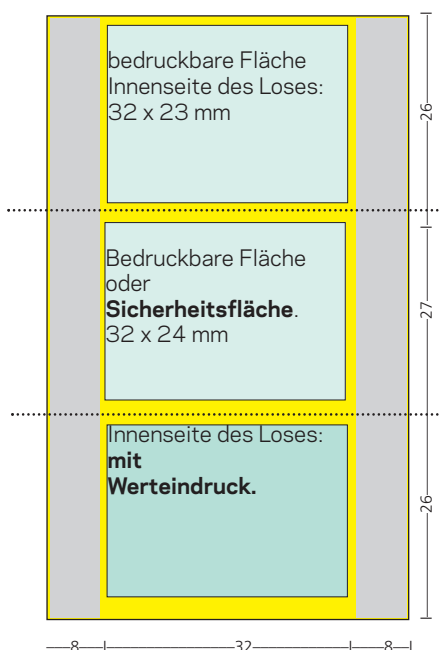 bedruckbare Fläche
Innenseite des Loses:
32 x 23 mm
26
Bedruckbare Fläche
oder
Sicherheitsfläche.
32 x 24 mm
27
Innenseite des Loses:
mit
Werteindruck.
26
8
32
8